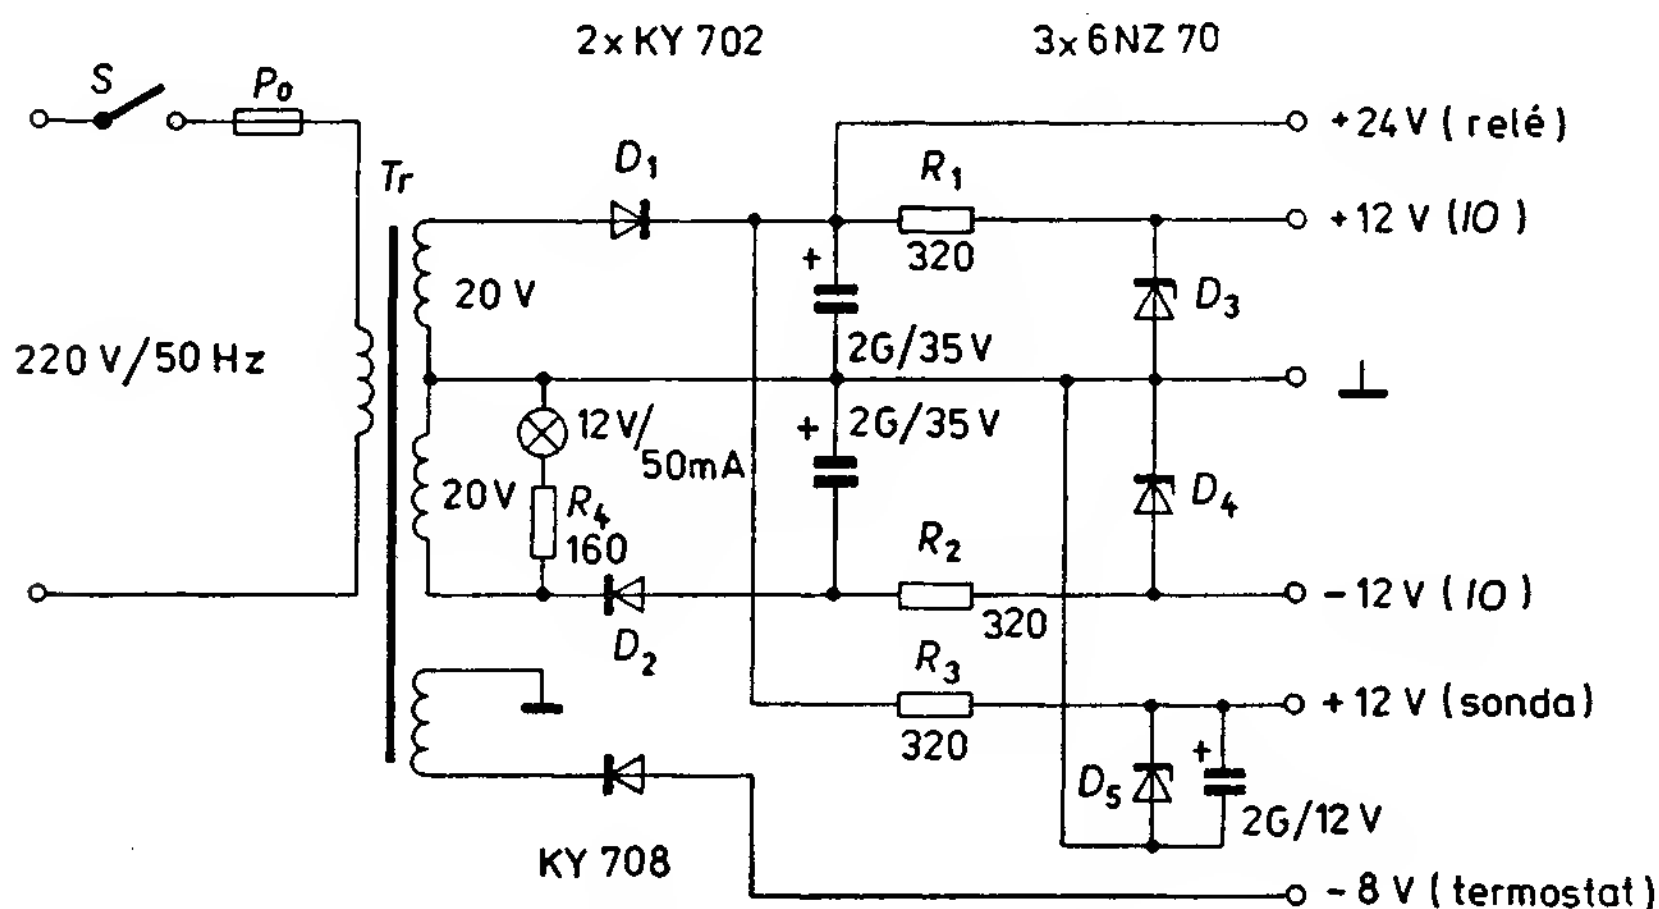 2x KY 702
3x 6NZ 70
S
Po
+ 24 V ( relé )
Tr
D1
R1
+ 12 V (IO )
320
+
20 V
D3
220 V/50 Hz
2G/35 V
12 V/
50mA
+
2G/35 V
20 V
R4
160
D4
R2
- 12 V ( IO )
320
D2
R3
+ 12 V ( sonda )
320
+
D5
2G/12 V
KY 708
- 8 V ( termostat )